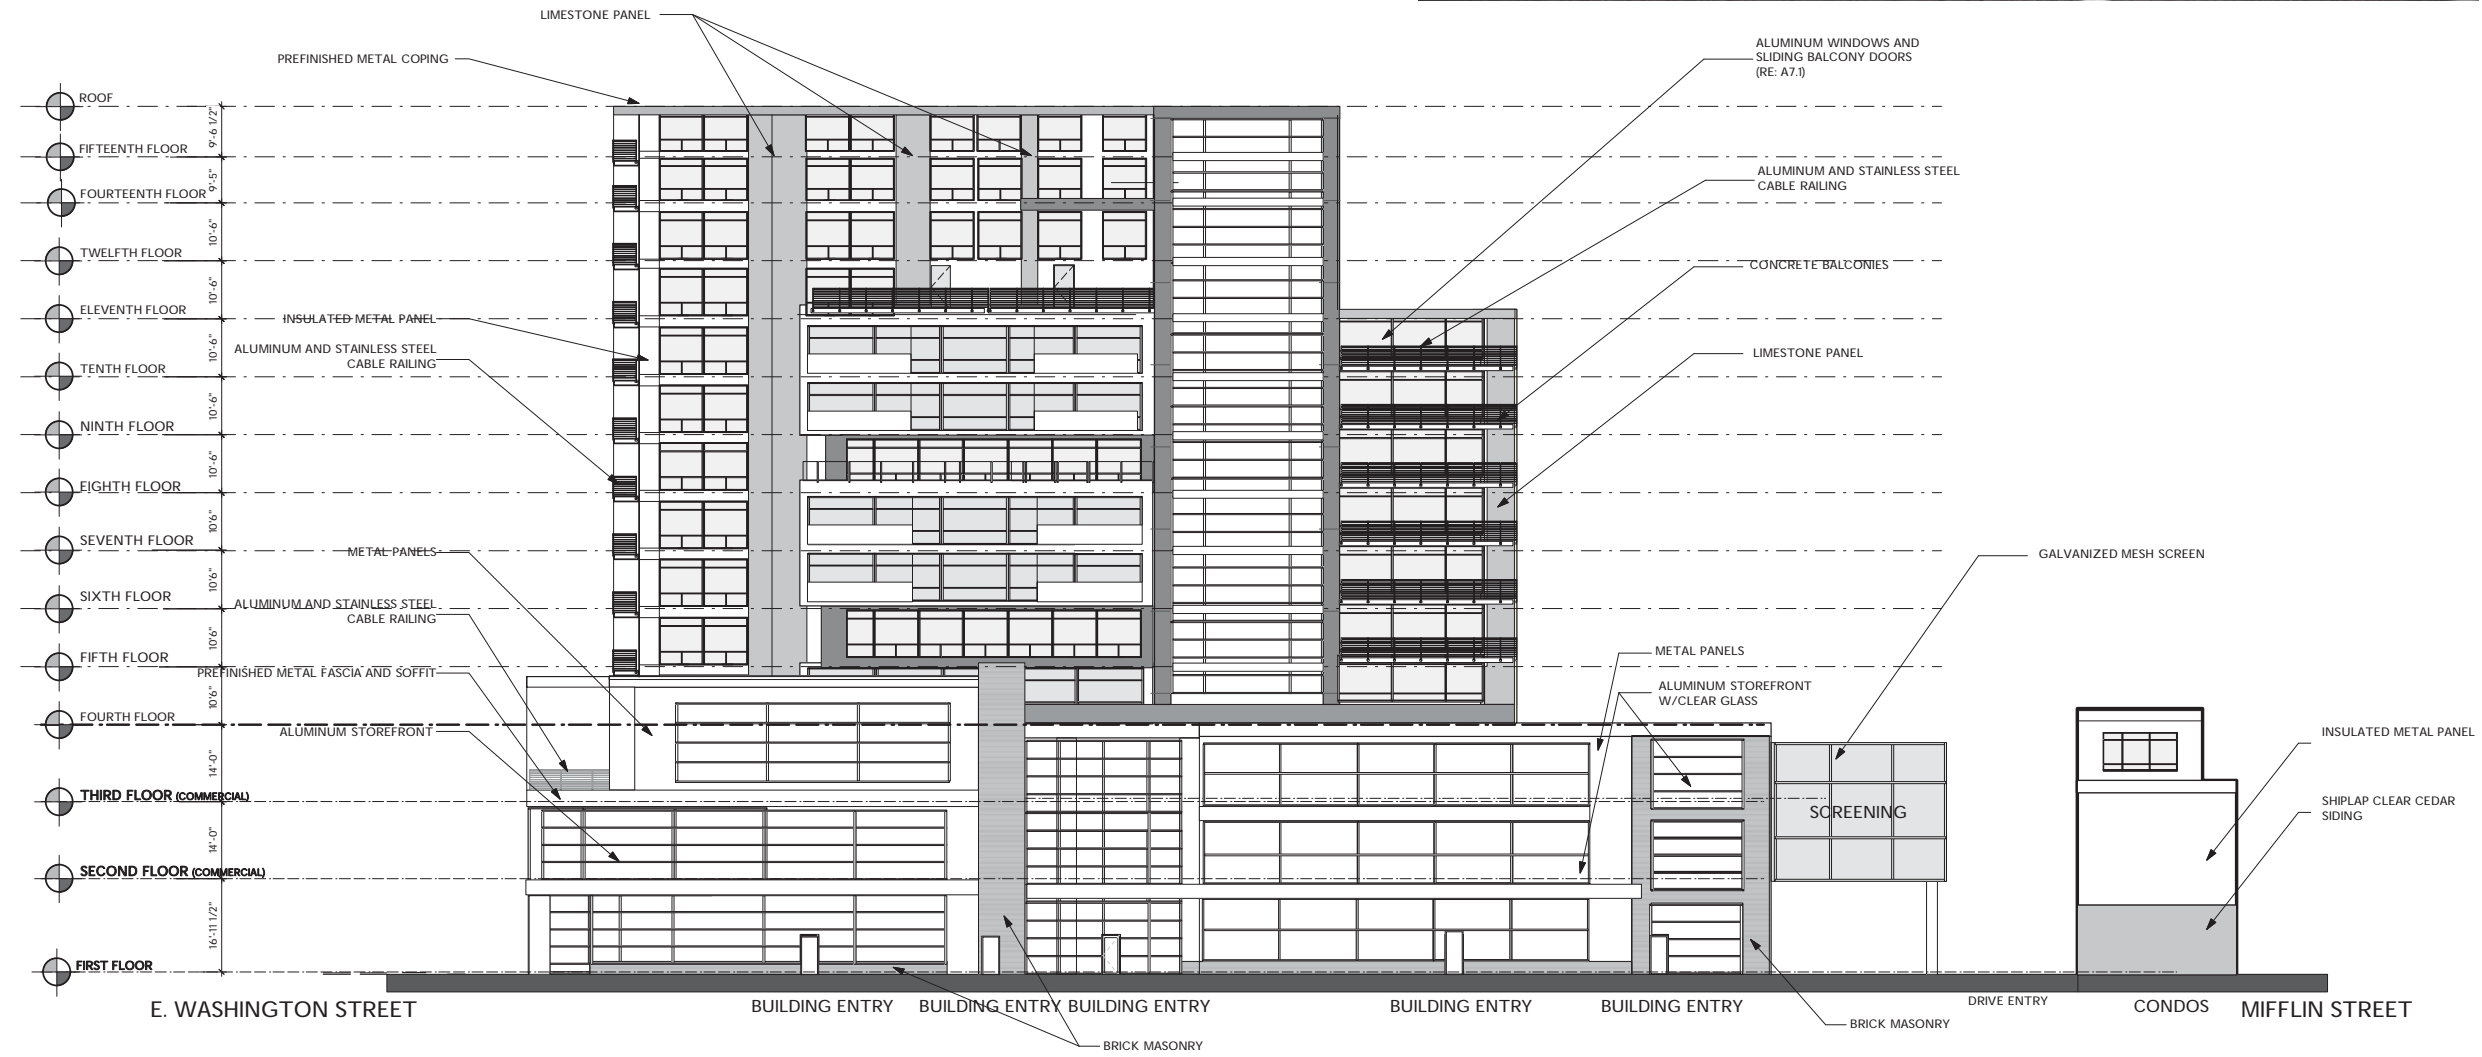 LIMESTONE PANEL
PREFINISHED METAL COPING
ALUMINUM WINDOWS AND
SLIDING BALCONY DOORS
(RE: A7.1)
ROOF
9'-6 1/2"
FIFTEENTH FLOOR
9'-5"
FOURTEENTH FLOOR
10'-6"
TWELFTH FLOOR
10'-6"
ELEVENTH FLOOR
10'-6"
TENTH FLOOR
10'-6"
NINTH FLOOR
10'-6"
EIGHTH FLOOR
10'6"
SEVENTH FLOOR
10'6"
SIXTH FLOOR
10'6"
FIFTH FLOOR
10'6"
FOURTH FLOOR
14'-0"
THIRD FLOOR (COMMERCIAL)
14'-0"
SECOND FLOOR (COMMERCIAL)
16'-11 1/2"
FIRST FLOOR
INSULATED METAL PANEL
ALUMINUM AND STAINLESS STEEL
CABLE RAILING
METAL PANELS
ALUMINUM AND STAINLESS STEEL
CABLE RAILING
PREFINISHED METAL FASCIA AND SOFFIT
ALUMINUM STOREFRONT
ALUMINUM AND STAINLESS STEEL
CABLE RAILING
CONCRETE BALCONIES
LIMESTONE PANEL
GALVANIZED MESH SCREEN
METAL PANELS
ALUMINUM STOREFRONT
W/CLEAR GLASS
INSULATED METAL PANEL
SHIPLAP CLEAR CEDAR
SIDING
SCREENING
E. WASHINGTON STREET
BUILDING ENTRY
BUILDING ENTRY
BUILDING ENTRY
BUILDING ENTRY
BUILDING ENTRY
DRIVE ENTRY
CONDOS
MIFFLIN STREET
BRICK MASONRY
BRICK MASONRY